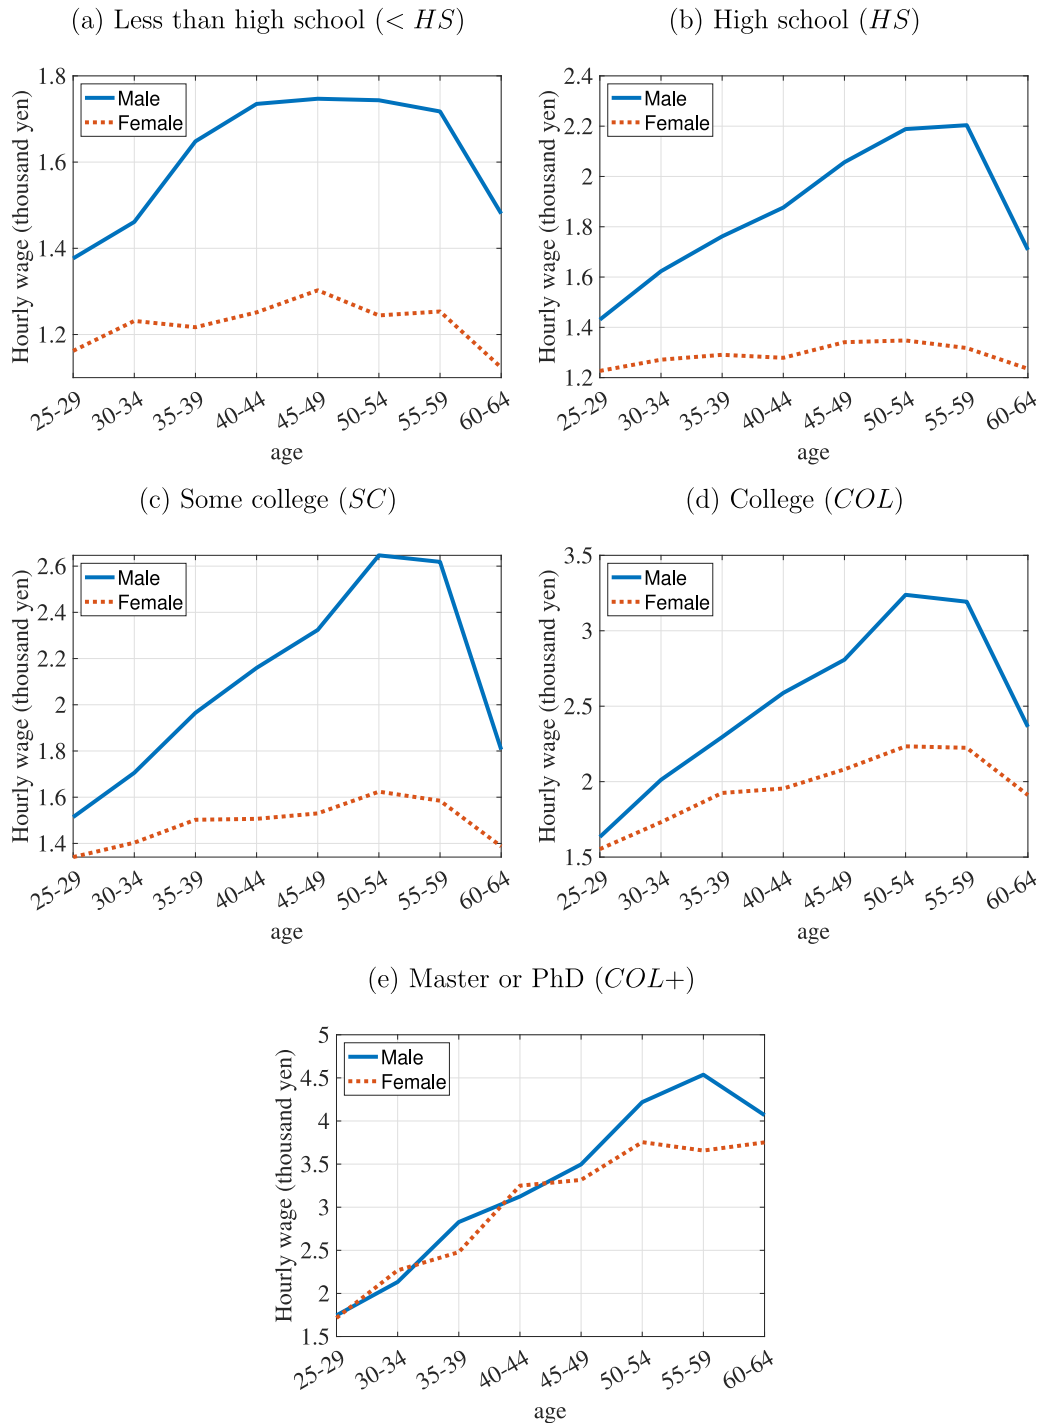 (a) Less than high school (< HS)
1.8
1.6
1.4
1.2
Hourly wage (thousand yen)
Male
Female
25-29
30-34
35-39
40-44
45-49
50-54
55-59
60-64
age
(b) High school (HS)
2.4
2.2
2
1.8
1.6
1.4
1.2
Hourly wage (thousand yen)
Male
Female
25-29
30-34
35-39
40-44
45-49
50-54
55-59
60-64
age
(c) Some college (SC)
2.6
2.4
2.2
2
1.8
1.6
1.4
Hourly wage (thousand yen)
Male
Female
25-29
30-34
35-39
40-44
45-49
50-54
55-59
60-64
age
(d) College (COL)
3.5
3
2.5
2
1.5
Hourly wage (thousand yen)
Male
Female
25-29
30-34
35-39
40-44
45-49
50-54
55-59
60-64
age
(e) Master or PhD (COL+)
5
4.5
4
3.5
3
2.5
2
1.5
Hourly wage (thousand yen)
Male
Female
25-29
30-34
35-39
40-44
45-49
50-54
55-59
60-64
age